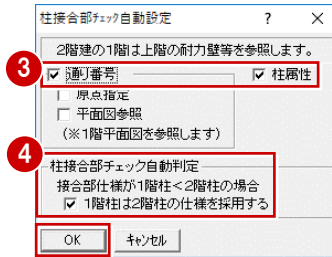 柱接合部チェック自動設定 ? ×
2階建の1階は上階の耐力壁等を参照します。
3
通り番号 柱属性
原点指定
平面図参照
(※1階平面図を参照します)
4
柱接合部チェック自動判定
接合部仕様が1階柱<2階柱の場合
1階柱は2階柱の仕様を採用する
OK キャンセル